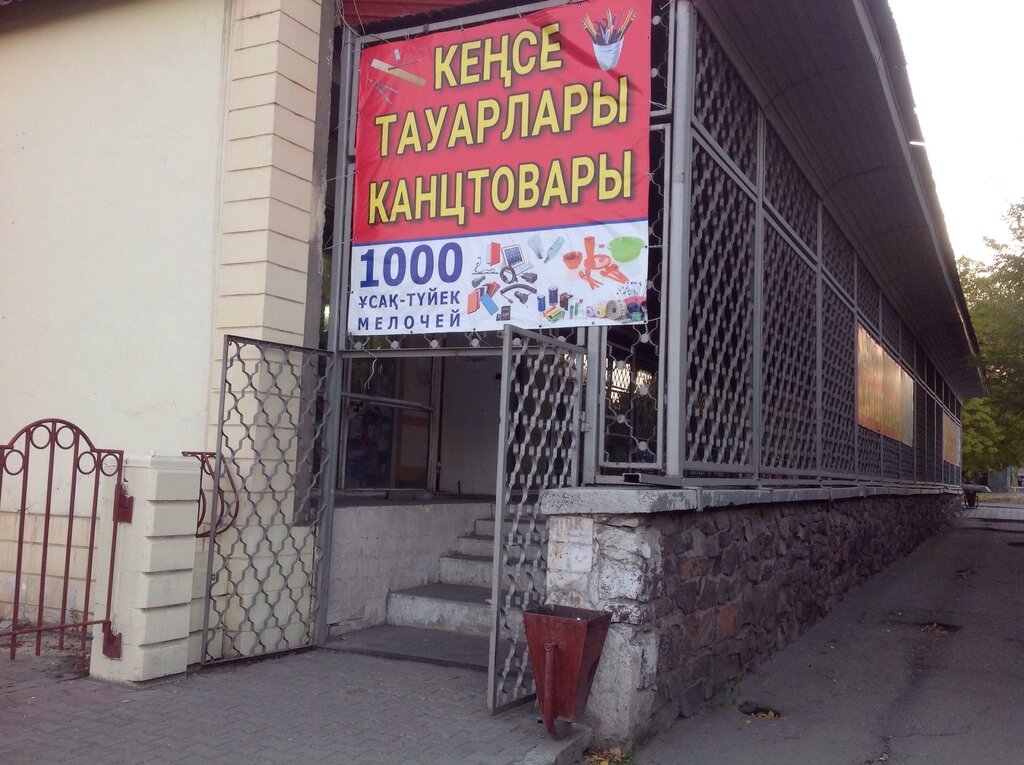 КЕҢСЕ
ТАУАРЛАРЫ
КАНЦТОВАРЫ
1000
ҰСАҚ-ТҮЙЕК
МЕЛОЧЕЙ